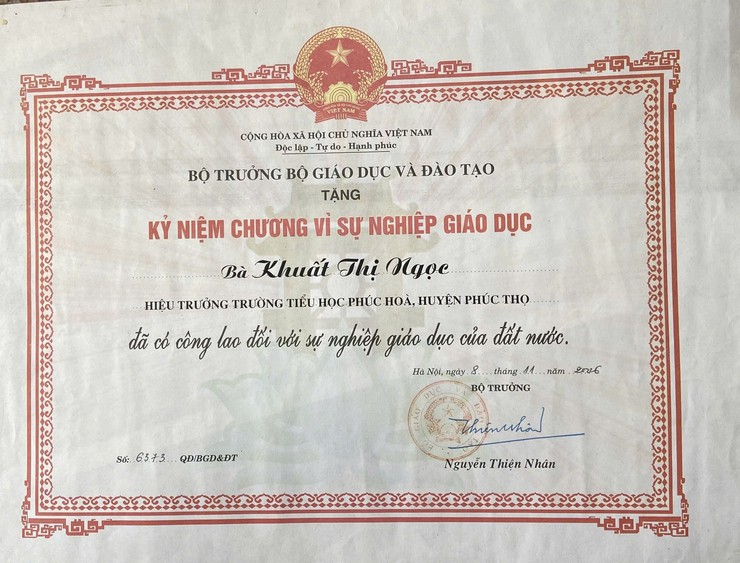 VIỆT NAM
CỘNG HÒA XÃ HỘI CHỦ NGHĨA VIỆT NAM
Độc lập - Tự do - Hạnh phúc
BỘ TRƯỞNG BỘ GIÁO DỤC VÀ ĐÀO TẠO
TẶNG
KỶ NIỆM CHƯƠNG VÌ SỰ NGHIỆP GIÁO DỤC
Bà Khuất Thị Ngọc
HIỆU TRƯỞNG TRƯỜNG TIỂU HỌC PHÚC HOÀ, HUYỆN PHÚC THỌ
đã có công lao đối với sự nghiệp giáo dục của đất nước.
Hà Nội, ngày 8 tháng 11 năm 2006
BỘ TRƯỞNG
Số: 6373 QĐ/BGD&ĐT
Nguyễn Thiện Nhân